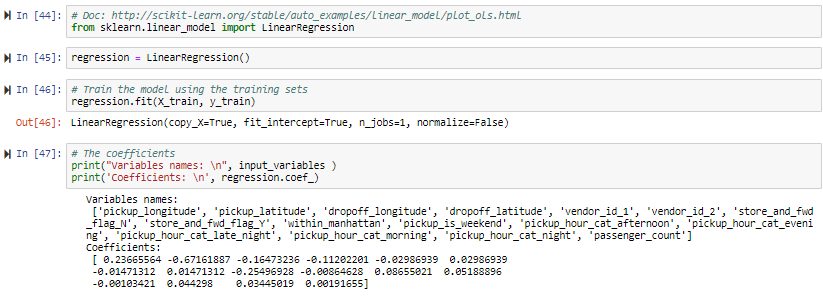 In [44]: # Doc: http://scikit-learn.org/stable/auto_examples/linear_model/plot_ols.html
from sklearn.linear_model import LinearRegression
In [45]: regression = LinearRegression()
In [46]: # Train the model using the training sets
regression.fit(X_train, y_train)
Out[46]: LinearRegression(copy_X=True, fit_intercept=True, n_jobs=1, normalize=False)
In [47]: # The coefficients
print("Variables names: \n", input_variables )
print('Coefficients: \n', regression.coef_)
Variables names:
['pickup_longitude', 'pickup_latitude', 'dropoff_longitude', 'dropoff_latitude', 'vendor_id_1', 'vendor_id_2', 'store_and_fwd
_flag_N', 'store_and_fwd_flag_Y', 'within_manhattan', 'pickup_is_weekend', 'pickup_hour_cat_afternoon', 'pickup_hour_cat_eveni
ng', 'pickup_hour_cat_late_night', 'pickup_hour_cat_morning', 'pickup_hour_cat_night', 'passenger_count']
Coefficients:
[ 0.23665564 -0.67161887 -0.16473236 -0.11202201 -0.02986939  0.02986939
-0.01471312  0.01471312 -0.25496928 -0.00864628  0.08655021  0.05188896
-0.00103421  0.044298    0.03445019  0.00191655]